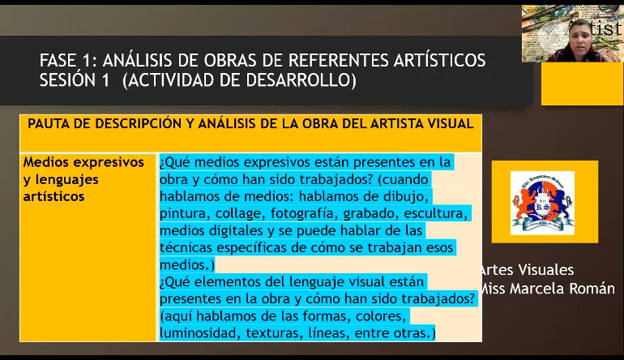 FASE 1: ANÁLISIS DE OBRAS DE REFERENTES ARTÍSTICOS
SESIÓN 1 (ACTIVIDAD DE DESARROLLO)
PAUTA DE DESCRIPCIÓN Y ANÁLISIS DE LA OBRA DEL ARTISTA VISUAL
Medios expresivos
y lenguajes
artísticos
¿Qué medios expresivos están presentes en la
obra y cómo han sido trabajados? (cuando
hablamos de medios: hablamos de dibujo,
pintura, collage, fotografía, grabado, escultura,
medios digitales y se puede hablar de las
técnicas específicas de cómo se trabajan esos
medios.)
¿Qué elementos del lenguaje visual están
presentes en la obra y cómo han sido trabajados?
(aquí hablamos de las formas, colores,
luminosidad, texturas, líneas, entre otras.)
K.S
Artes Visuales
Miss Marcela Román